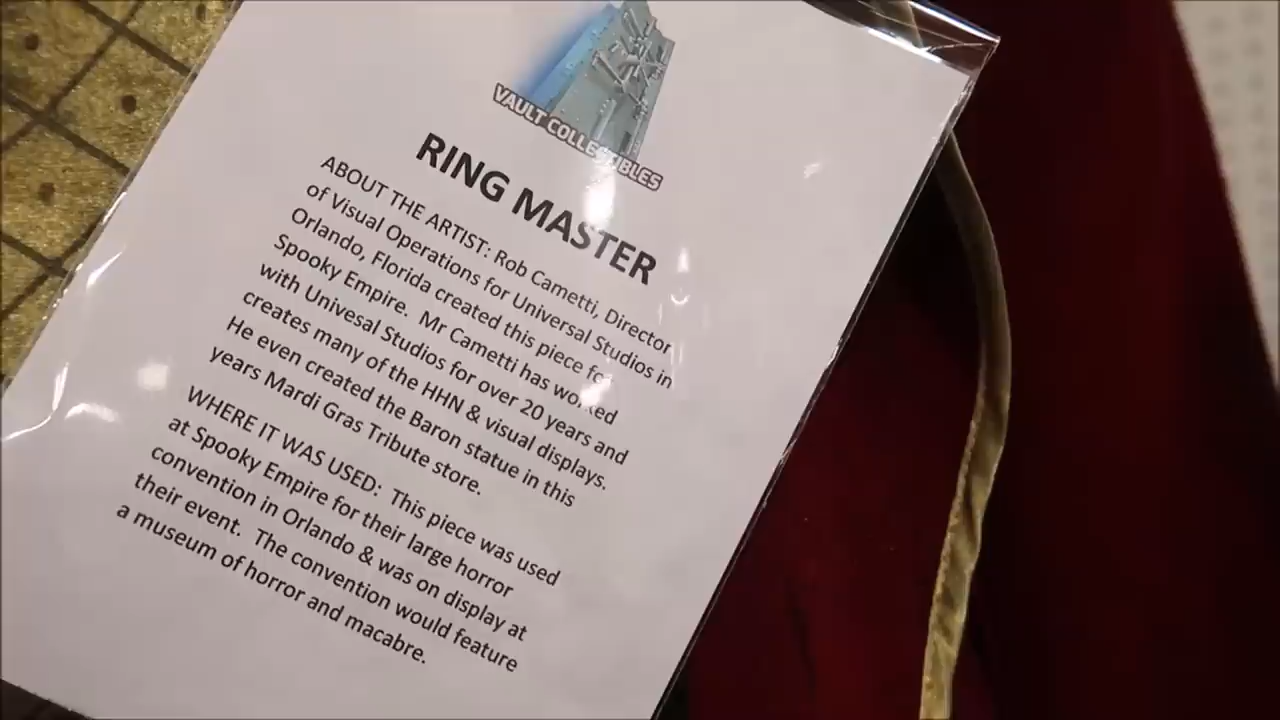 VAULT COLLECTIBLES
RING MASTER
ABOUT THE ARTIST: Rob Cametti, Director
of Visual Operations for Universal Studios in
Orlando, Florida created this piece for
Spooky Empire. Mr Cametti has worked
with Univesal Studios for over 20 years and
creates many of the HHN & visual displays.
He even created the Baron statue in this
years Mardi Gras Tribute store.
WHERE IT WAS USED: This piece was used
at Spooky Empire for their large horror
convention in Orlando & was on display at
their event. The convention would feature
a museum of horror and macabre.